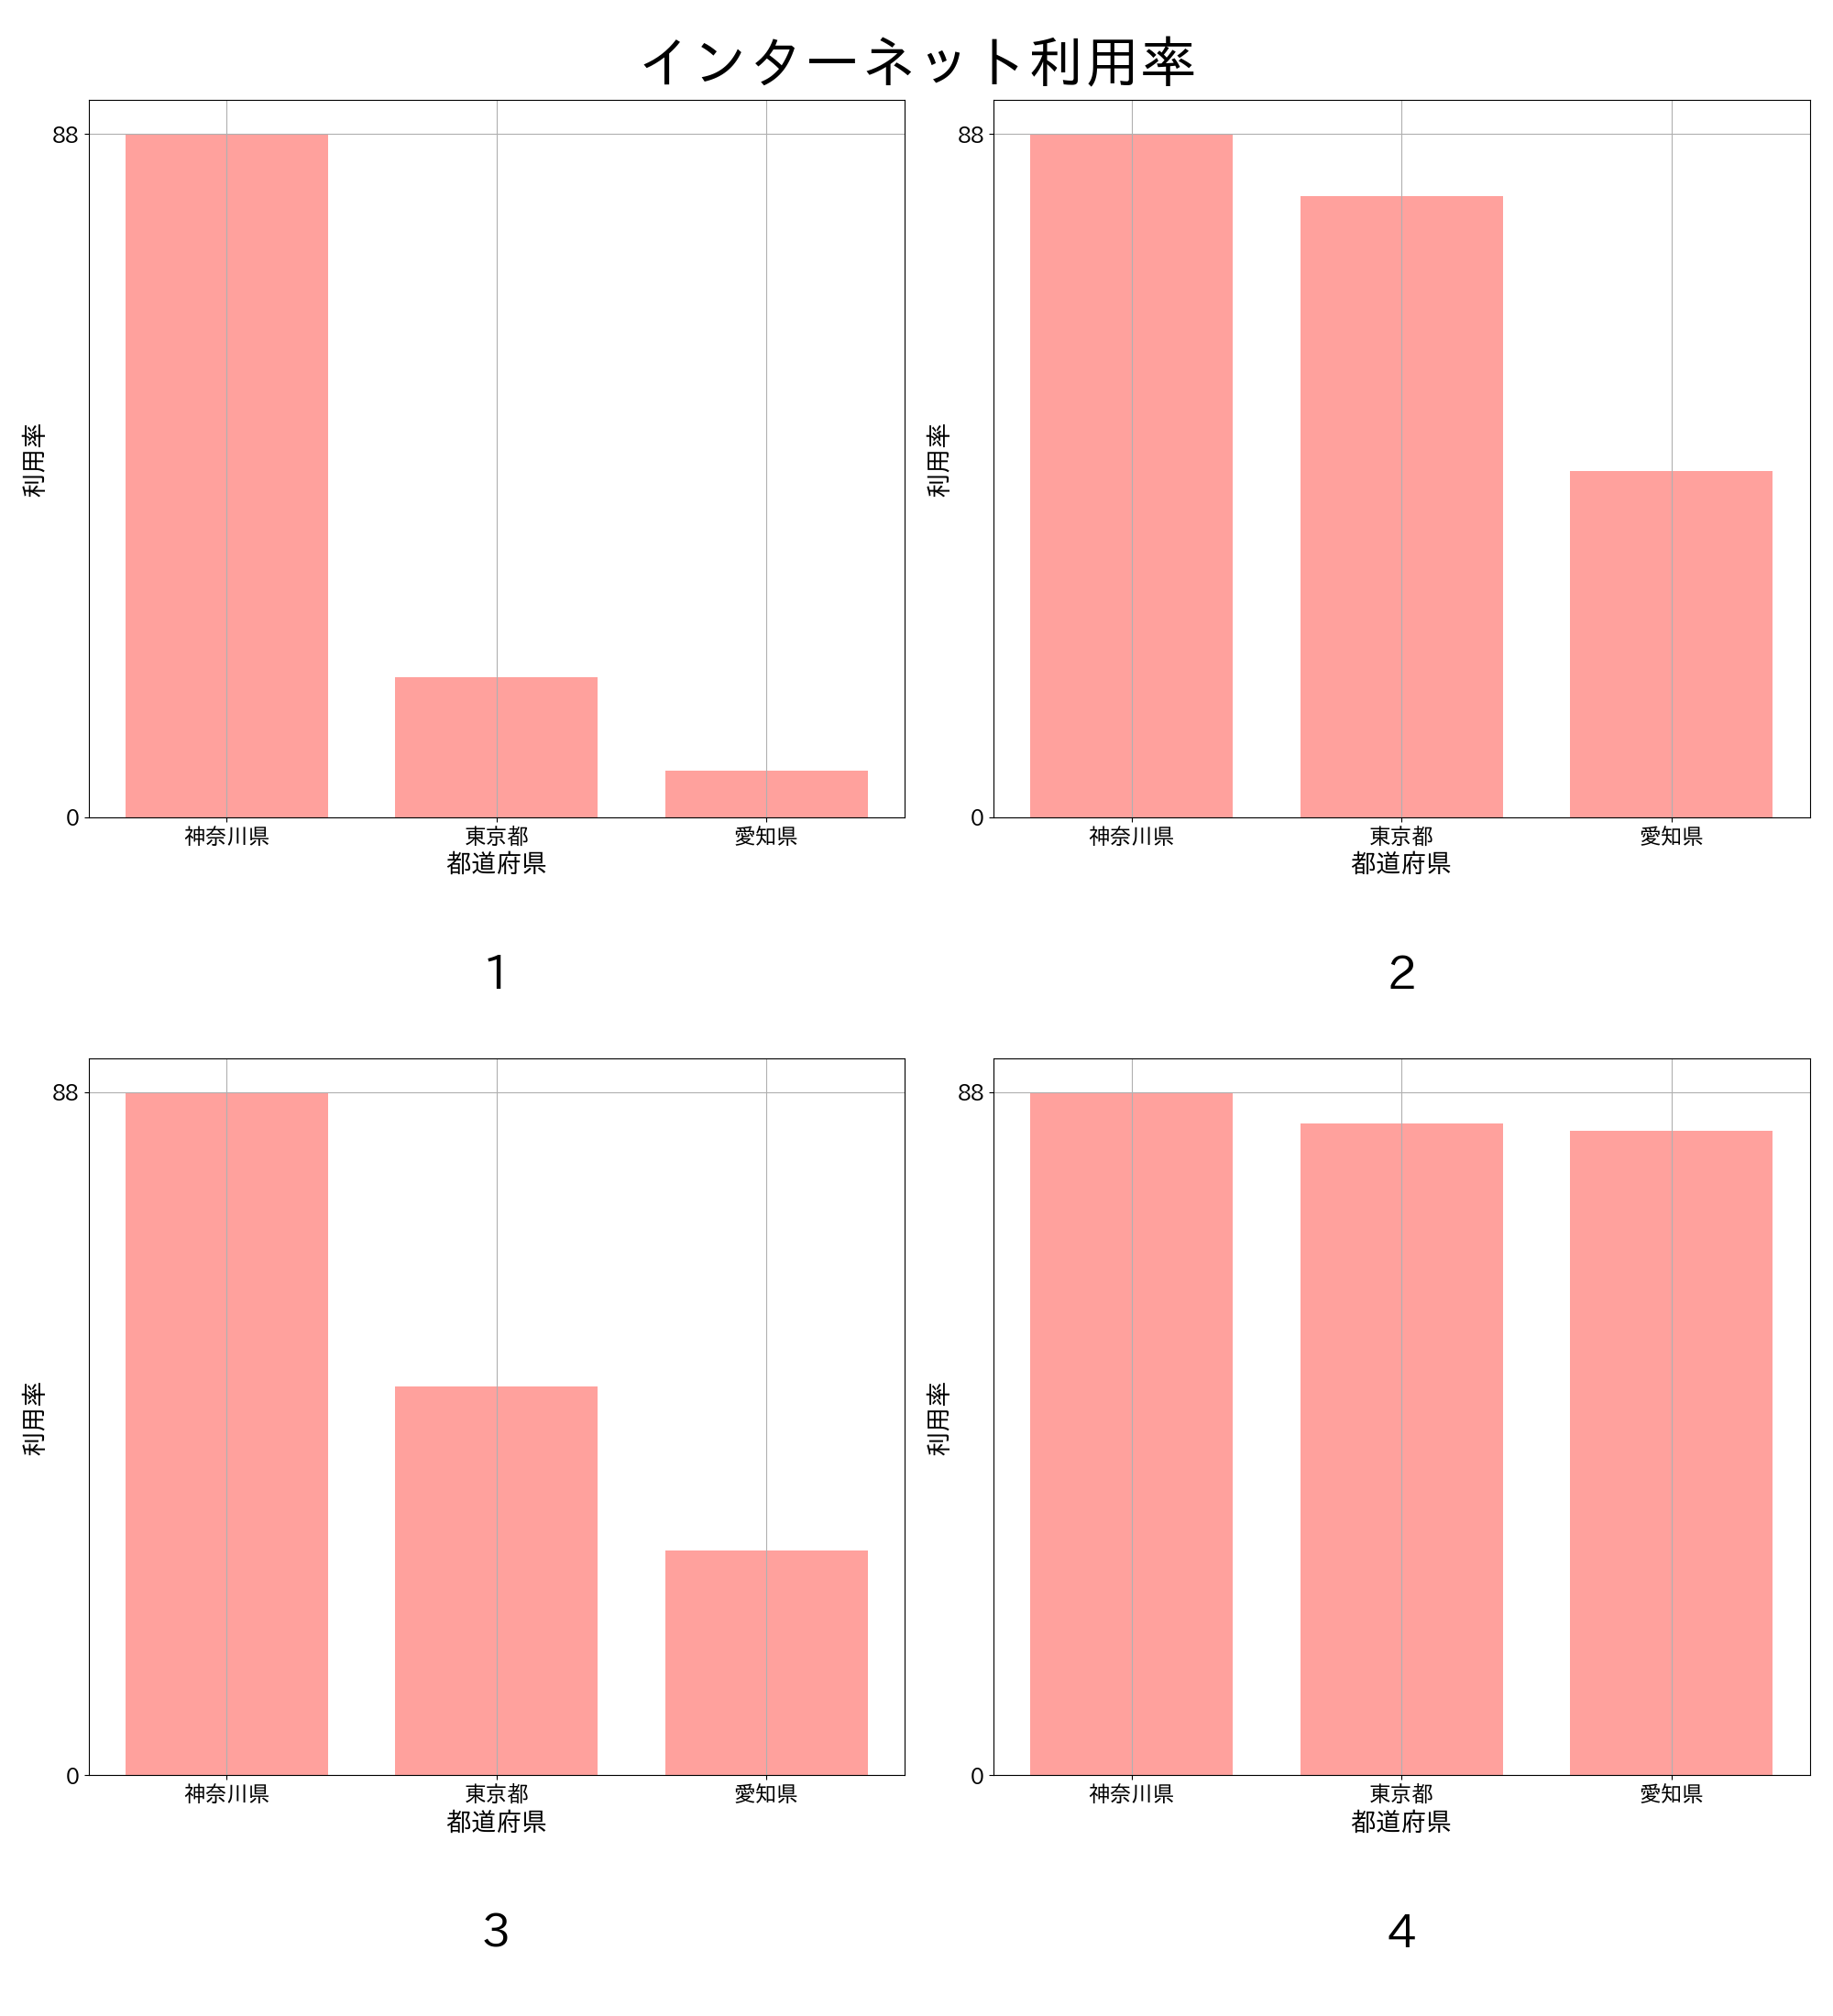 インターネット利用率
88
0
利用率
神奈川県 東京都 愛知県
都道府県
1
88
0
利用率
神奈川県 東京都 愛知県
都道府県
2
88
0
利用率
神奈川県 東京都 愛知県
都道府県
3
88
0
利用率
神奈川県 東京都 愛知県
都道府県
4